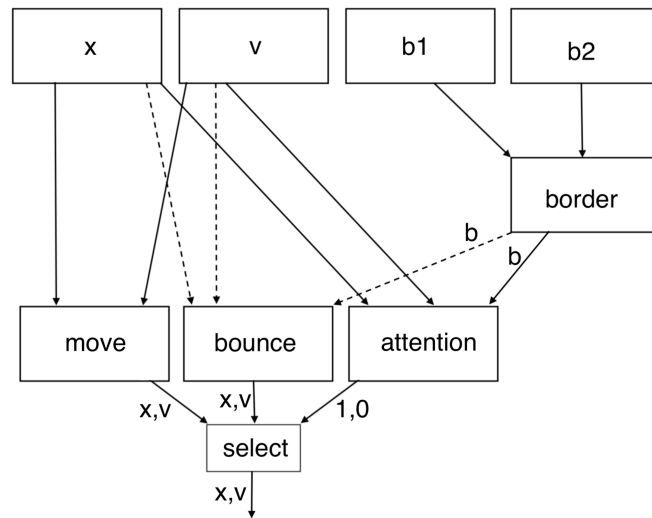 x
v
b1
b2
border
b
b
move
bounce
attention
x,v
x,v
1,0
select
x,v